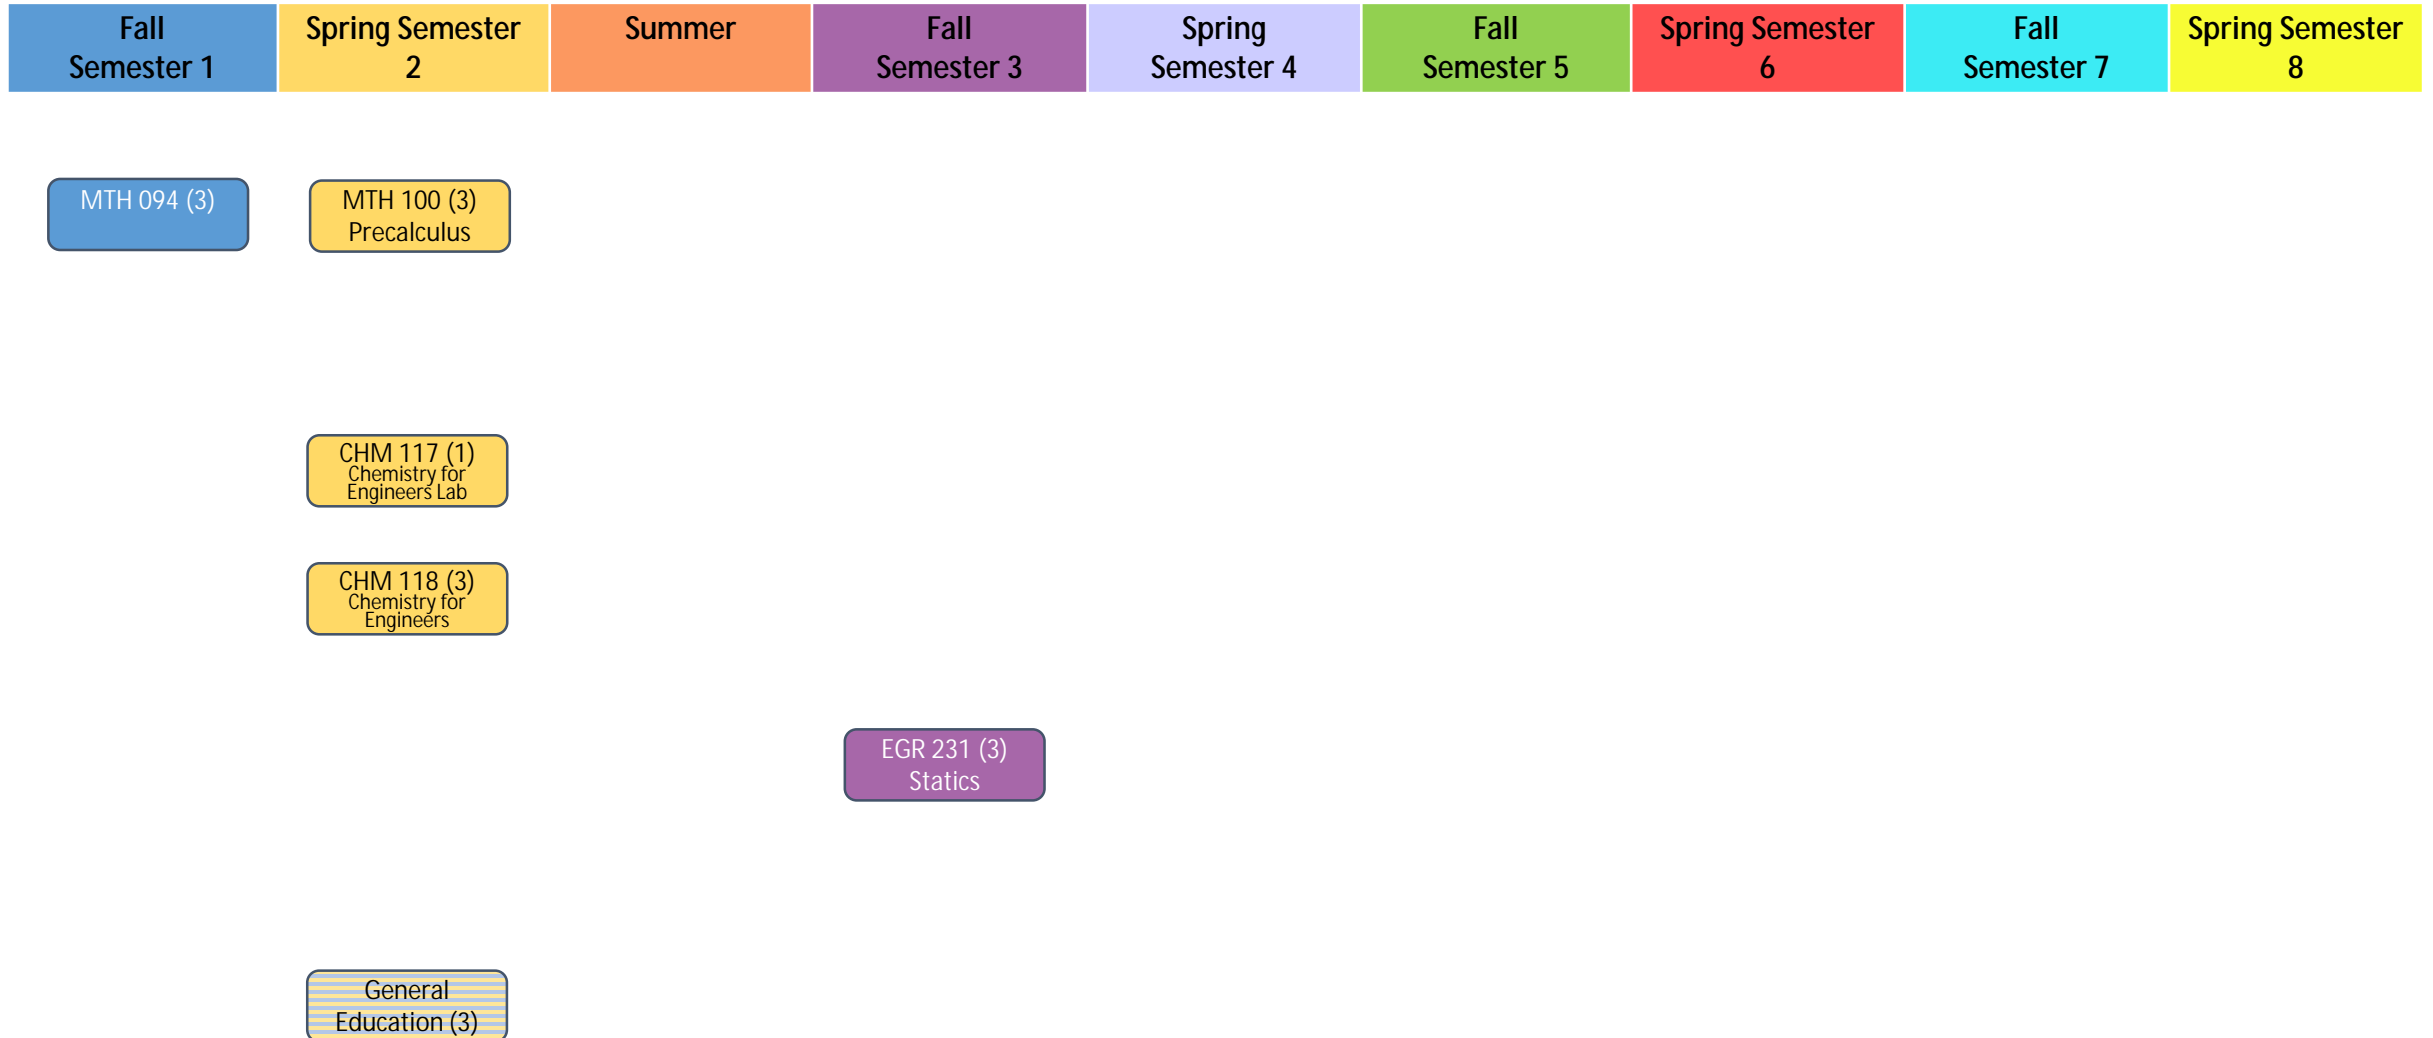 Fall
Semester 1
Spring Semester
2
Summer
Fall
Semester 3
Spring
Semester 4
Fall
Semester 5
Spring Semester
6
Fall
Semester 7
Spring Semester
8
MTH 094 (3)
MTH 100 (3)
Precalculus
CHM 117 (1)
Chemistry for
Engineers Lab
CHM 118 (3)
Chemistry for
Engineers
EGR 231 (3)
Statics
General
Education (3)